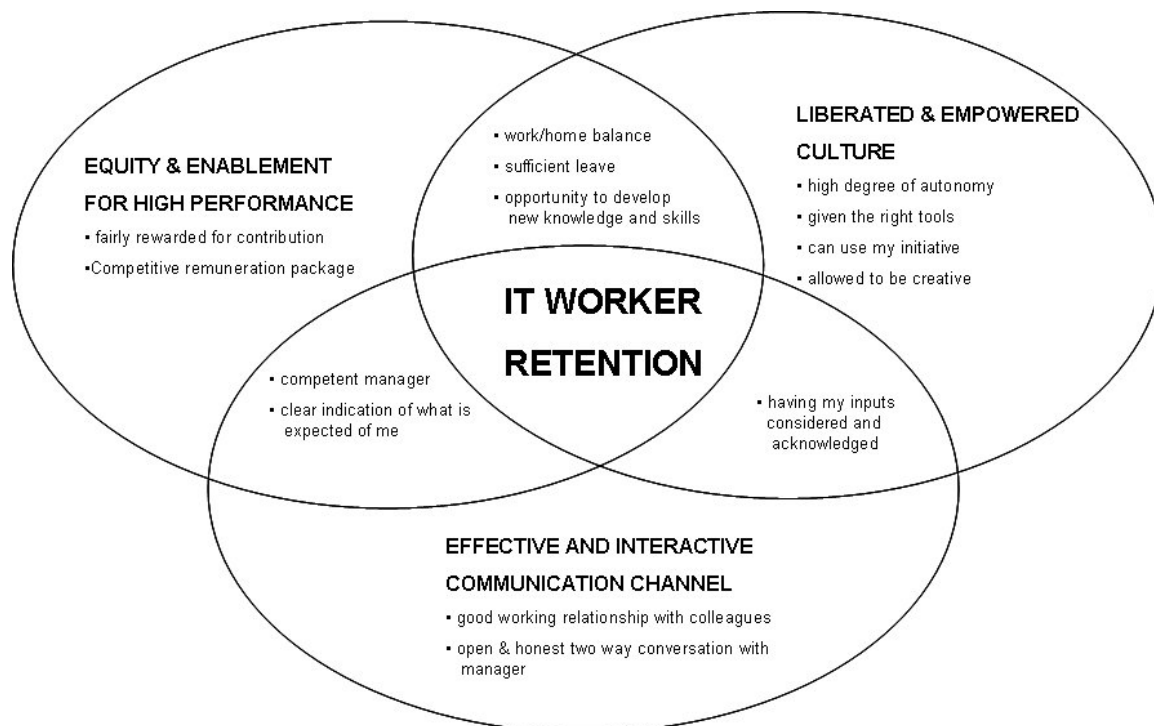 EQUITY & ENABLEMENT
FOR HIGH PERFORMANCE
▪ fairly rewarded for contribution
▪Competitive remuneration package
▪ work/home balance
▪ sufficient leave
▪ opportunity to develop
new knowledge and skills
LIBERATED & EMPOWERED
CULTURE
▪ high degree of autonomy
▪ given the right tools
▪ can use my initiative
▪ allowed to be creative
IT WORKER
RETENTION
▪ competent manager
▪ clear indication of what is
expected of me
▪ having my inputs
considered and
acknowledged
EFFECTIVE AND INTERACTIVE
COMMUNICATION CHANNEL
▪ good working relationship with colleagues
▪ open & honest two way conversation with
manager